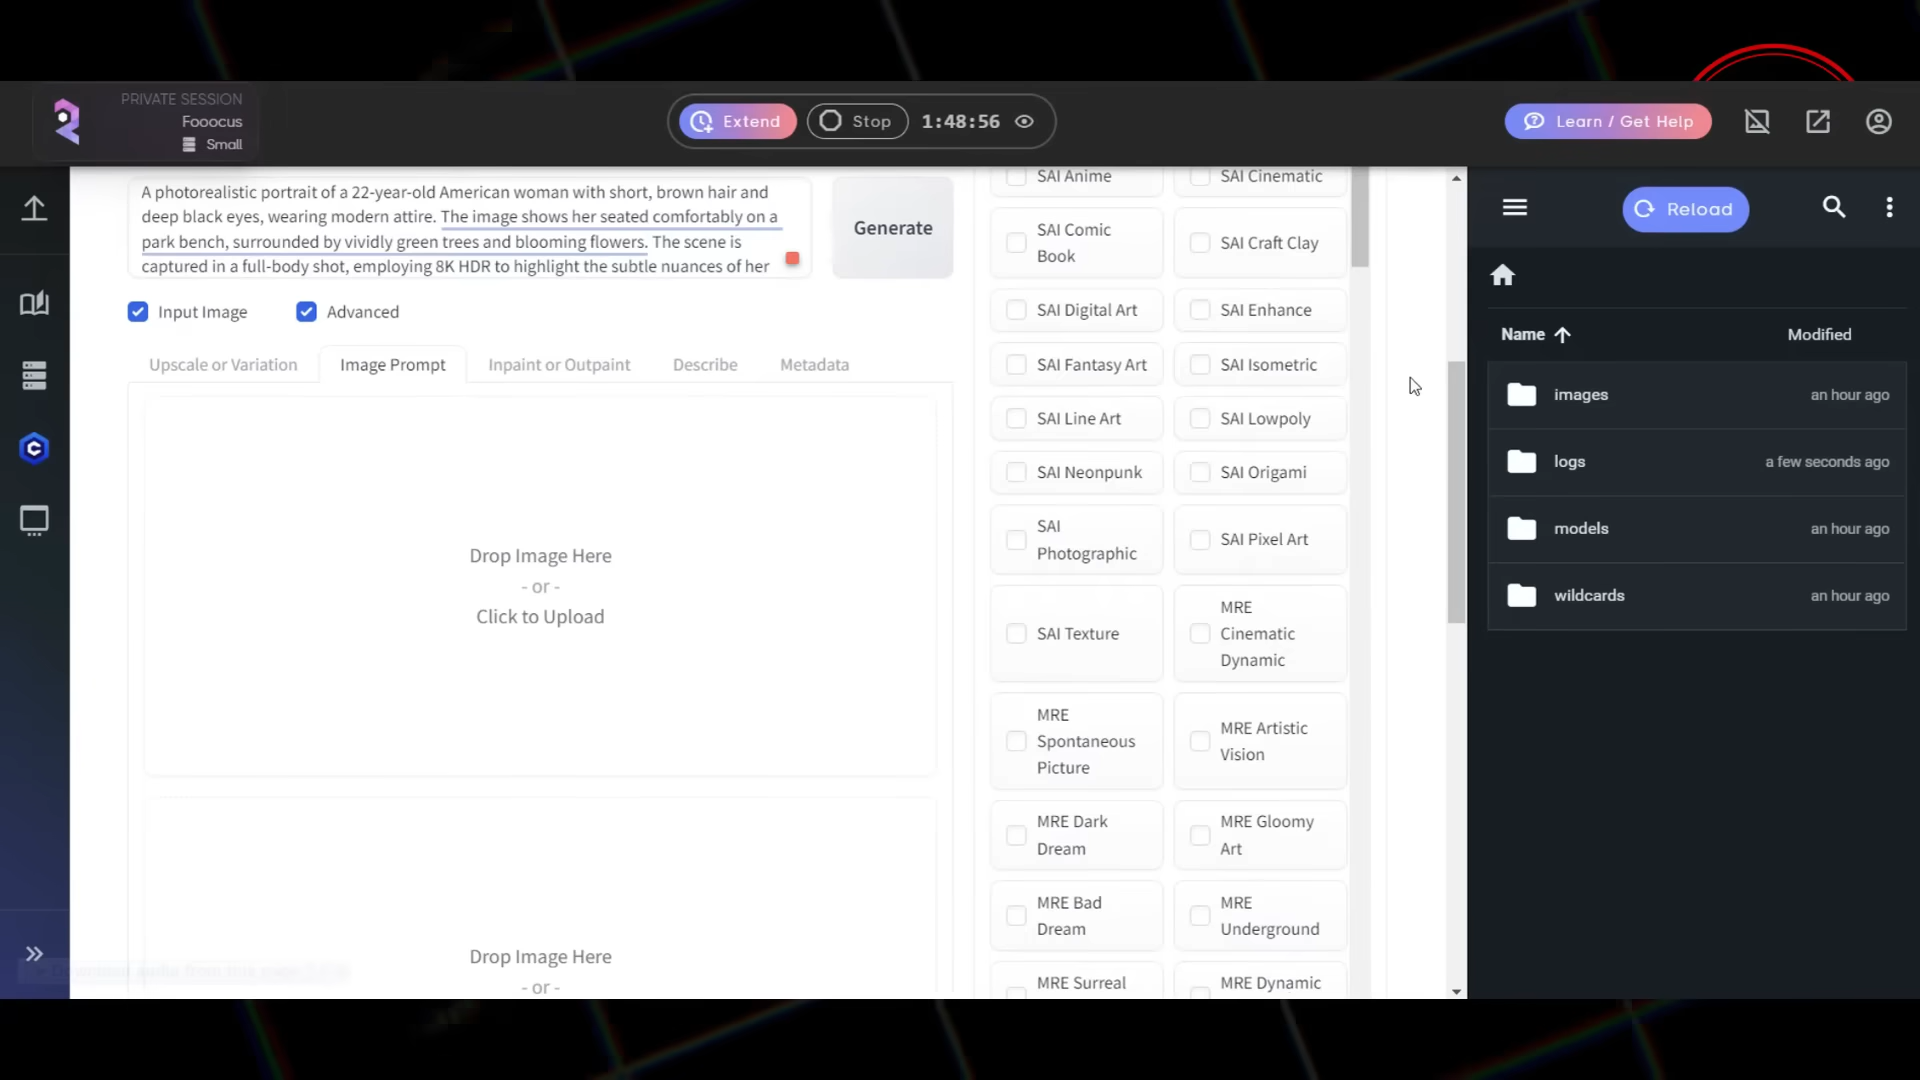 PRIVATE SESSION
Fooocus
Small
Extend
Stop
1:48:56
Learn / Get Help
A photorealistic portrait of a 22-year-old American woman with short, brown hair and
deep black eyes, wearing modern attire. The image shows her seated comfortably on a
park bench, surrounded by vividly green trees and blooming flowers. The scene is
captured in a full-body shot, employing 8K HDR to highlight the subtle nuances of her
Generate
Input Image
Advanced
Upscale or Variation
Image Prompt
Inpaint or Outpaint
Describe
Metadata
Drop Image Here
- or -
Click to Upload
Drop Image Here
- or -
SAI Anime
SAI Cinematic
SAI Comic
Book
SAI Craft Clay
SAI Digital Art
SAI Enhance
SAI Fantasy Art
SAI Isometric
SAI Line Art
SAI Lowpoly
SAI Neonpunk
SAI Origami
SAI
Photographic
SAI Pixel Art
SAI Texture
MRE
Cinematic
Dynamic
MRE
Spontaneous
Picture
MRE Artistic
Vision
MRE Dark
Dream
MRE Gloomy
Art
MRE Bad
Dream
MRE
Underground
MRE Surreal
MRE Dynamic
Reload
Name
Modified
images
an hour ago
logs
a few seconds ago
models
an hour ago
wildcards
an hour ago